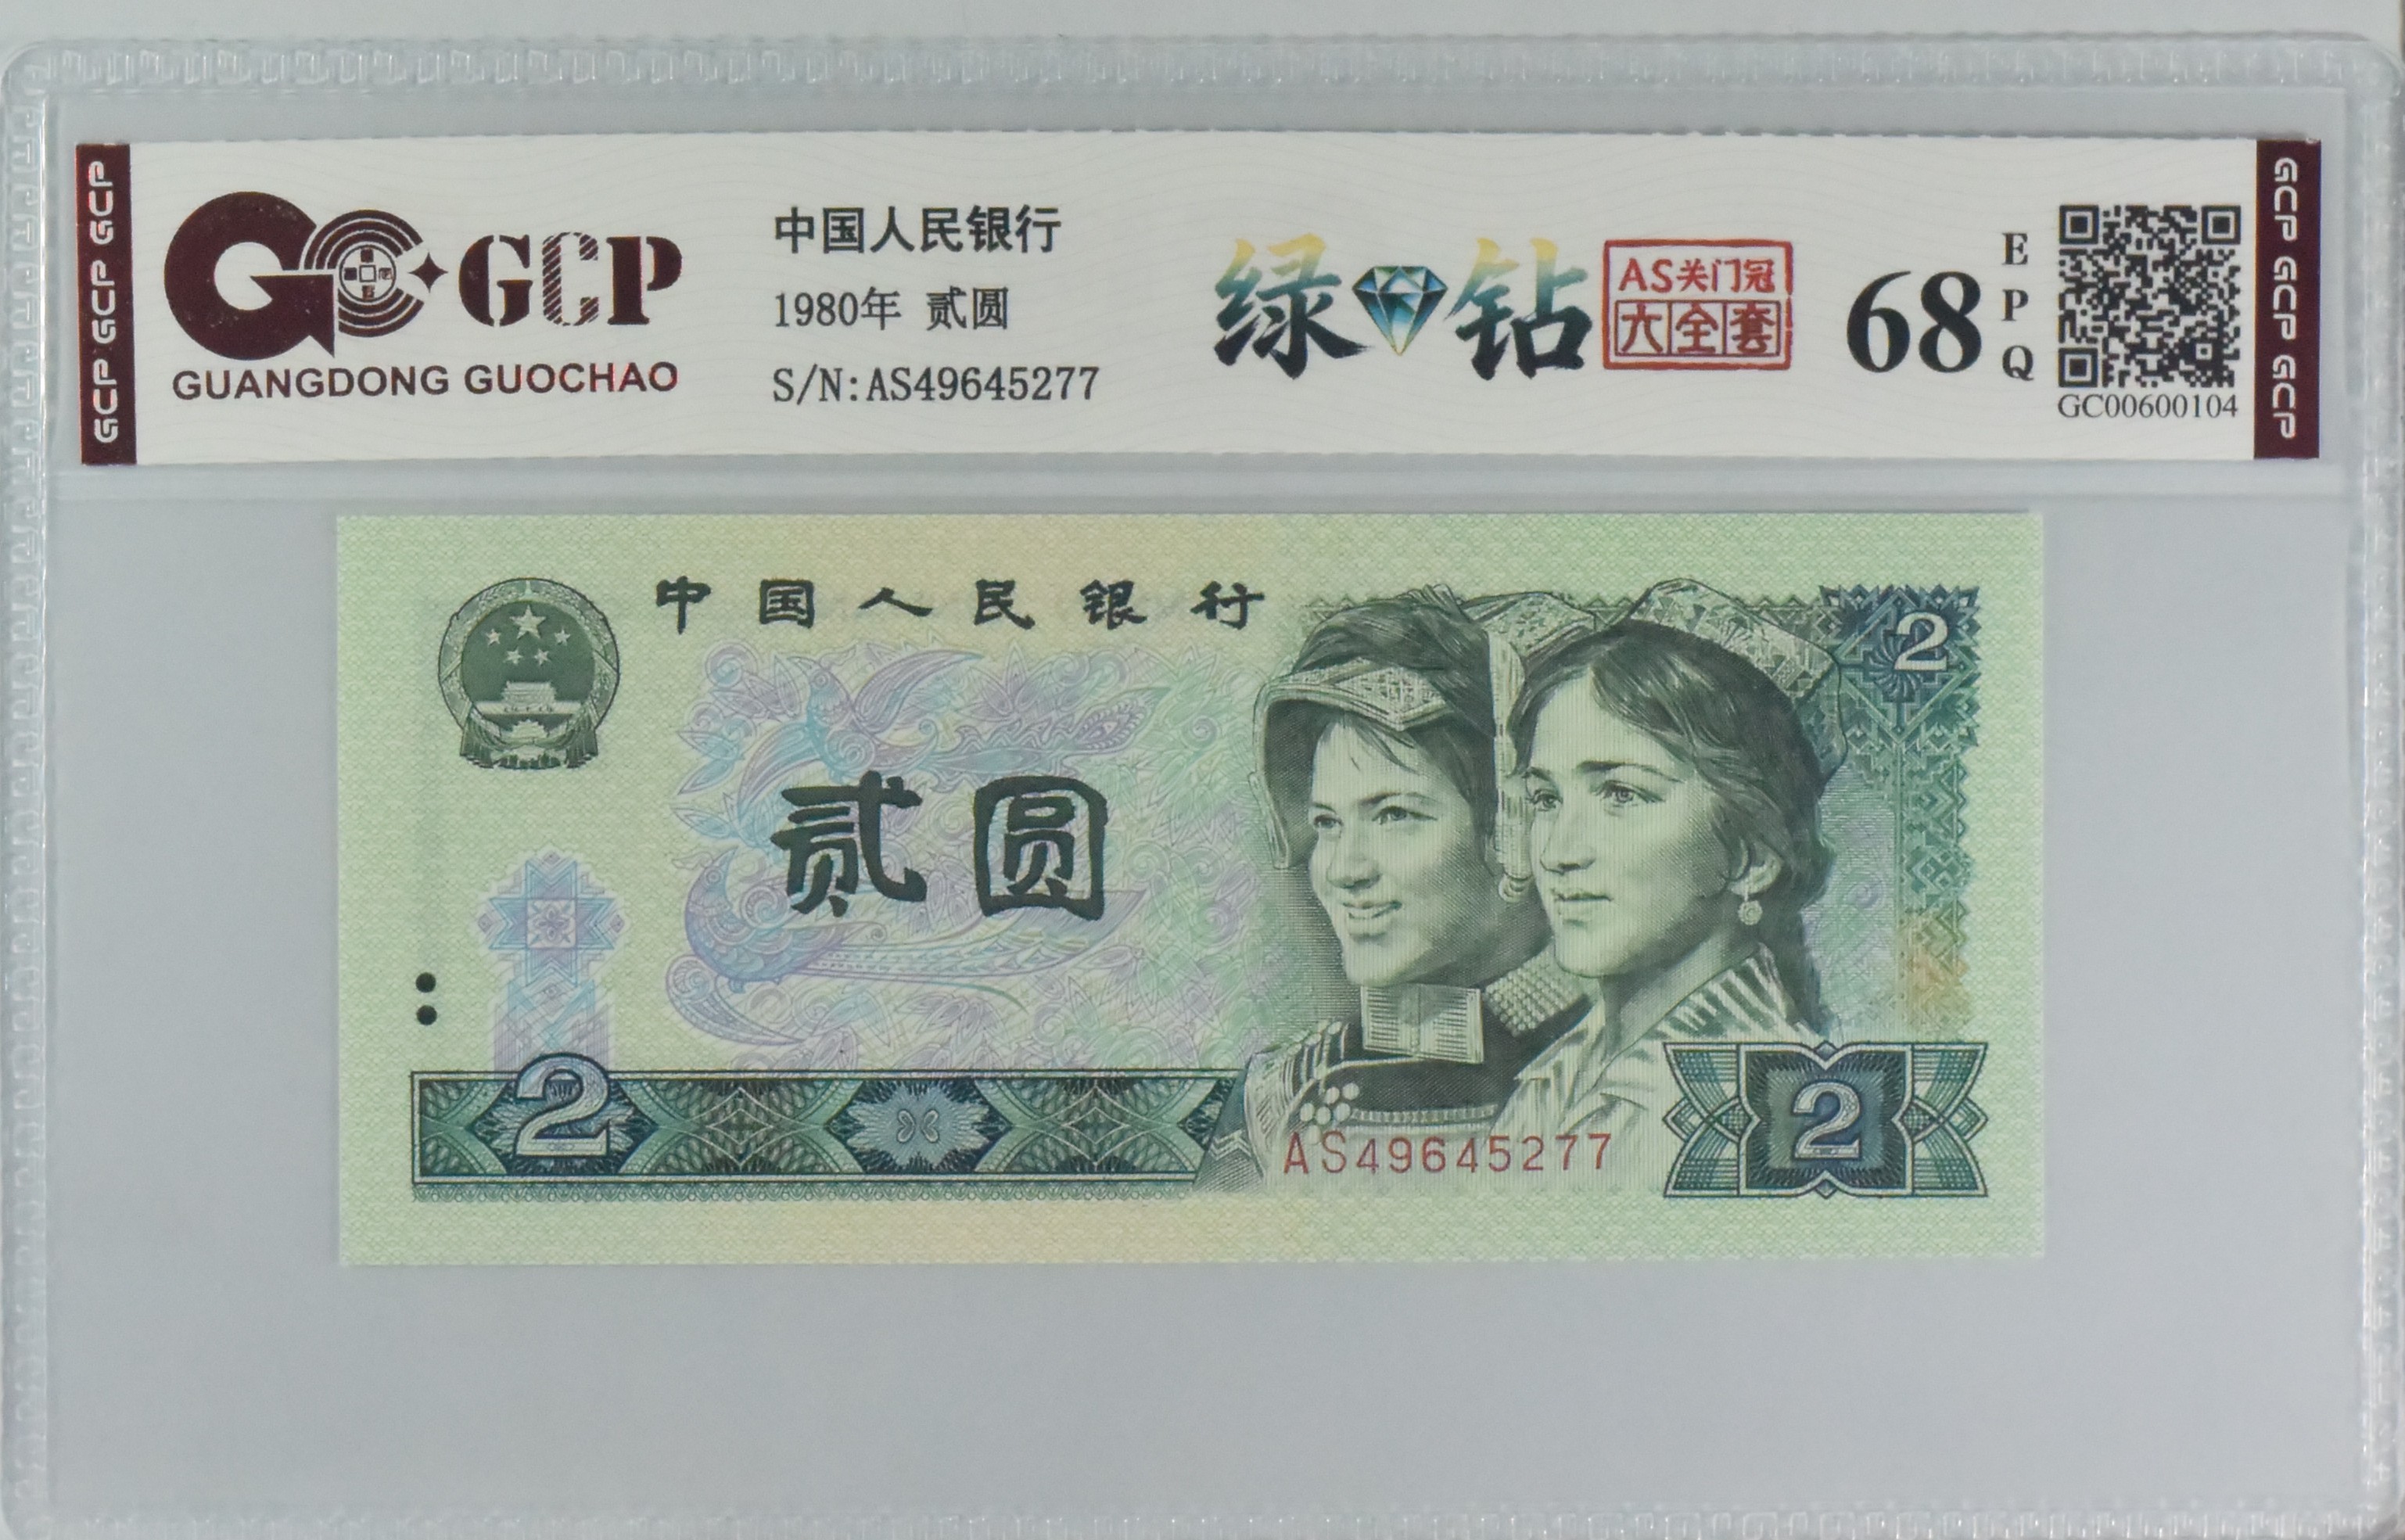 GCP GCP GCP
GCP
GUANGDONG GUOCHAO
中国人民银行
1980年 贰圆
S/N:AS49645277
绿钻
AS关门冠
大全套
68
EPQ
GC00600104
GCP GCP GCP
中国人民银行
2
贰圆
2
AS49645277
2